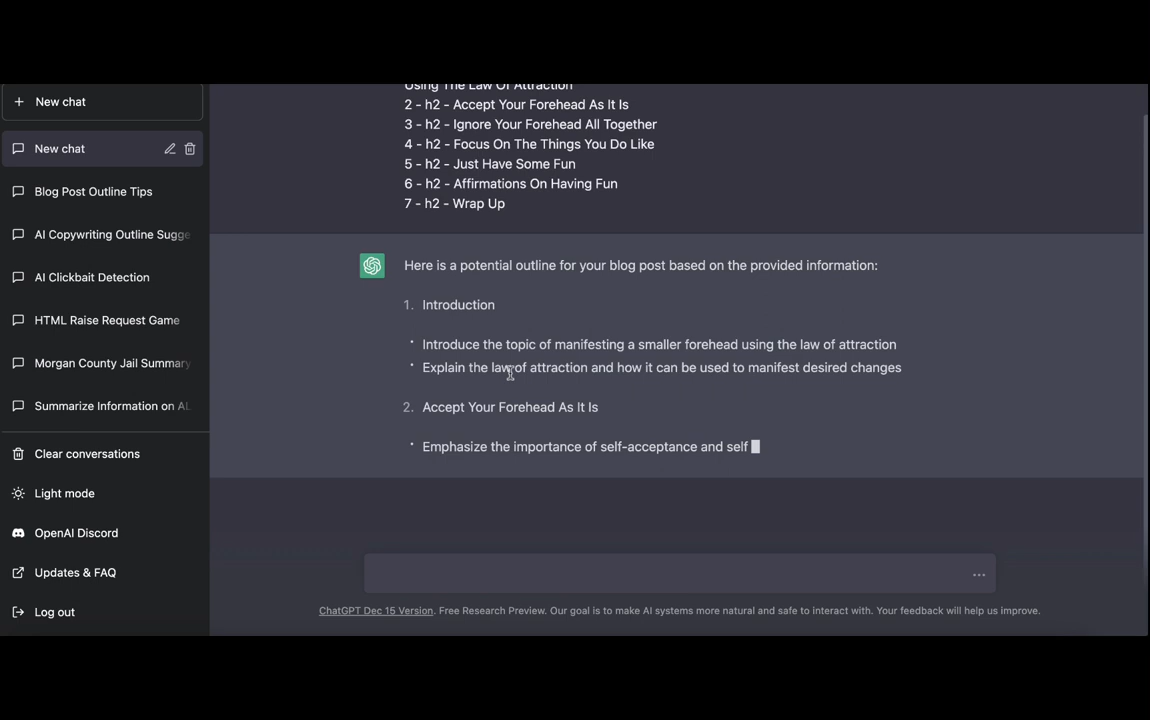 New chat
New chat
Blog Post Outline Tips
AI Copywriting Outline Sugge
AI Clickbait Detection
HTML Raise Request Game
Morgan County Jail Summary
Summarize Information on AL
Clear conversations
Light mode
OpenAI Discord
Updates & FAQ
Log out
Using The Law Of Attraction
2 - h2 - Accept Your Forehead As It Is
3 - h2 - Ignore Your Forehead All Together
4 - h2 - Focus On The Things You Do Like
5 - h2 - Just Have Some Fun
6 - h2 - Affirmations On Having Fun
7 - h2 - Wrap Up
Here is a potential outline for your blog post based on the provided information:
1. Introduction
• Introduce the topic of manifesting a smaller forehead using the law of attraction
• Explain the law of attraction and how it can be used to manifest desired changes
2. Accept Your Forehead As It Is
• Emphasize the importance of self-acceptance and self
ChatGPT Dec 15 Version. Free Research Preview. Our goal is to make AI systems more natural and safe to interact with. Your feedback will help us improve.